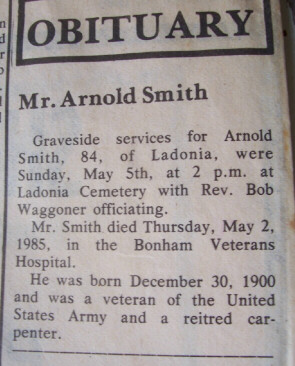 OBITUARY
Mr. Arnold Smith
Graveside services for Arnold
Smith, 84, of Ladonia, were
Sunday, May 5th, at 2 p.m. at
Ladonia Cemetery with Rev. Bob
Waggoner officiating.
Mr. Smith died Thursday, May 2,
1985, in the Bonham Veterans
Hospital.
He was born December 30, 1900
and was a veteran of the United
States Army and a reitred car-
penter.